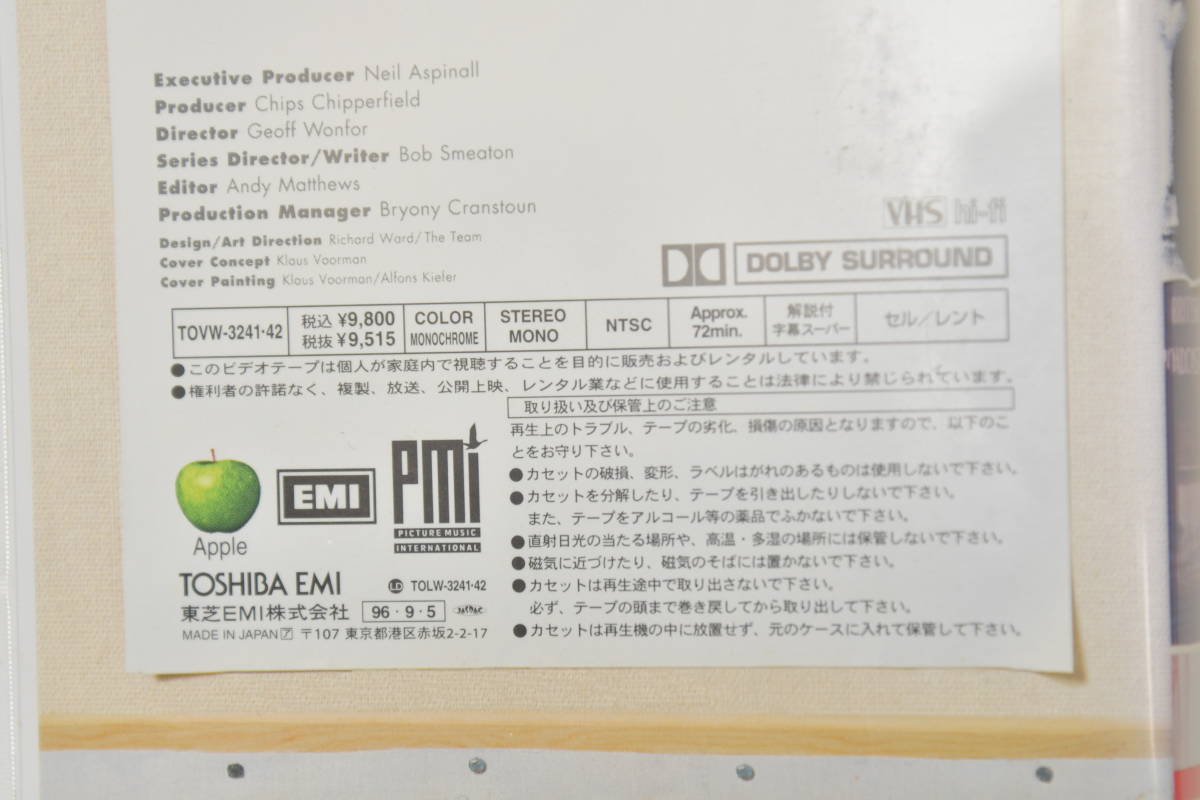 Executive Producer Neil Aspinall
Producer Chips Chipperfield
Director Geoff Wonfor
Series Director/Writer Bob Smeaton
Editor Andy Matthews
Production Manager Bryony Cranstoun
Design/Art Direction Richard Ward/The Team
Cover Concept Klaus Voorman
Cover Painting Klaus Voorman/Alfons Kiefer
VHS hi-fi
DOLBY SURROUND
TOVW-3241・42
税込 ¥9,800
税抜 ¥9,515
COLOR
MONOCHROME
STEREO
MONO
NTSC
Approx.
72min.
解説付
字幕スーパー
セル/レント
●このビデオテープは個人が家庭内で視聴することを目的に販売およびレンタルしています。
●権利者の許諾なく、複製、放送、公開上映、レンタル業などに使用することは法律により禁じられています。
取り扱い及び保管上のご注意
再生上のトラブル、テープの劣化、損傷の原因となりますので、以下のこ
とをお守り下さい。
●カセットの破損、変形、ラベルはがれのあるものは使用しないで下さい。
●カセットを分解したり、テープを引き出したりしないで下さい。
また、テープをアルコール等の薬品でふかないで下さい。
●直射日光の当たる場所や、高温・多湿の場所には保管しないで下さい。
●磁気に近づけたり、磁気のそばには置かないで下さい。
●カセットは再生途中で取り出さないで下さい。
必ず、テープの頭まで巻き戻してから取り出して下さい。
●カセットは再生機の中に放置せず、元のケースに入れて保管して下さい。
Apple
EMI
PMi
PICTURE MUSIC
INTERNATIONAL
TOSHIBA EMI
LD TOLW-3241・42
東芝EMI株式会社
96・9・5
MADE IN JAPAN 〒107 東京都港区赤坂2-2-17